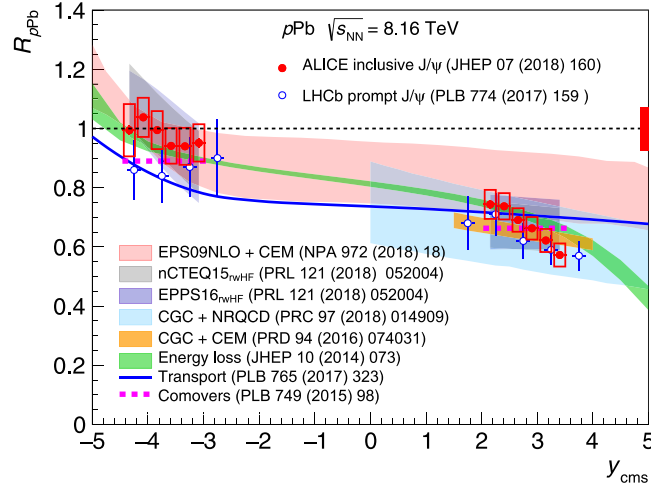 R_pPb
pPb √s_NN = 8.16 TeV
ALICE inclusive J/ψ (JHEP 07 (2018) 160)
LHCb prompt J/ψ (PLB 774 (2017) 159 )
1.4
1.2
1
0.8
0.6
0.4
0.2
0
EPS09NLO + CEM (NPA 972 (2018) 18)
nCTEQ15_rwHF (PRL 121 (2018) 052004)
EPPS16_rwHF (PRL 121 (2018) 052004)
CGC + NRQCD (PRC 97 (2018) 014909)
CGC + CEM (PRD 94 (2016) 074031)
Energy loss (JHEP 10 (2014) 073)
Transport (PLB 765 (2017) 323)
Comovers (PLB 749 (2015) 98)
−5 −4 −3 −2 −1 0 1 2 3 4 5
y_cms